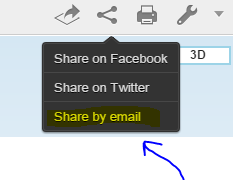 3D
Share on Facebook
Share on Twitter
Share by email